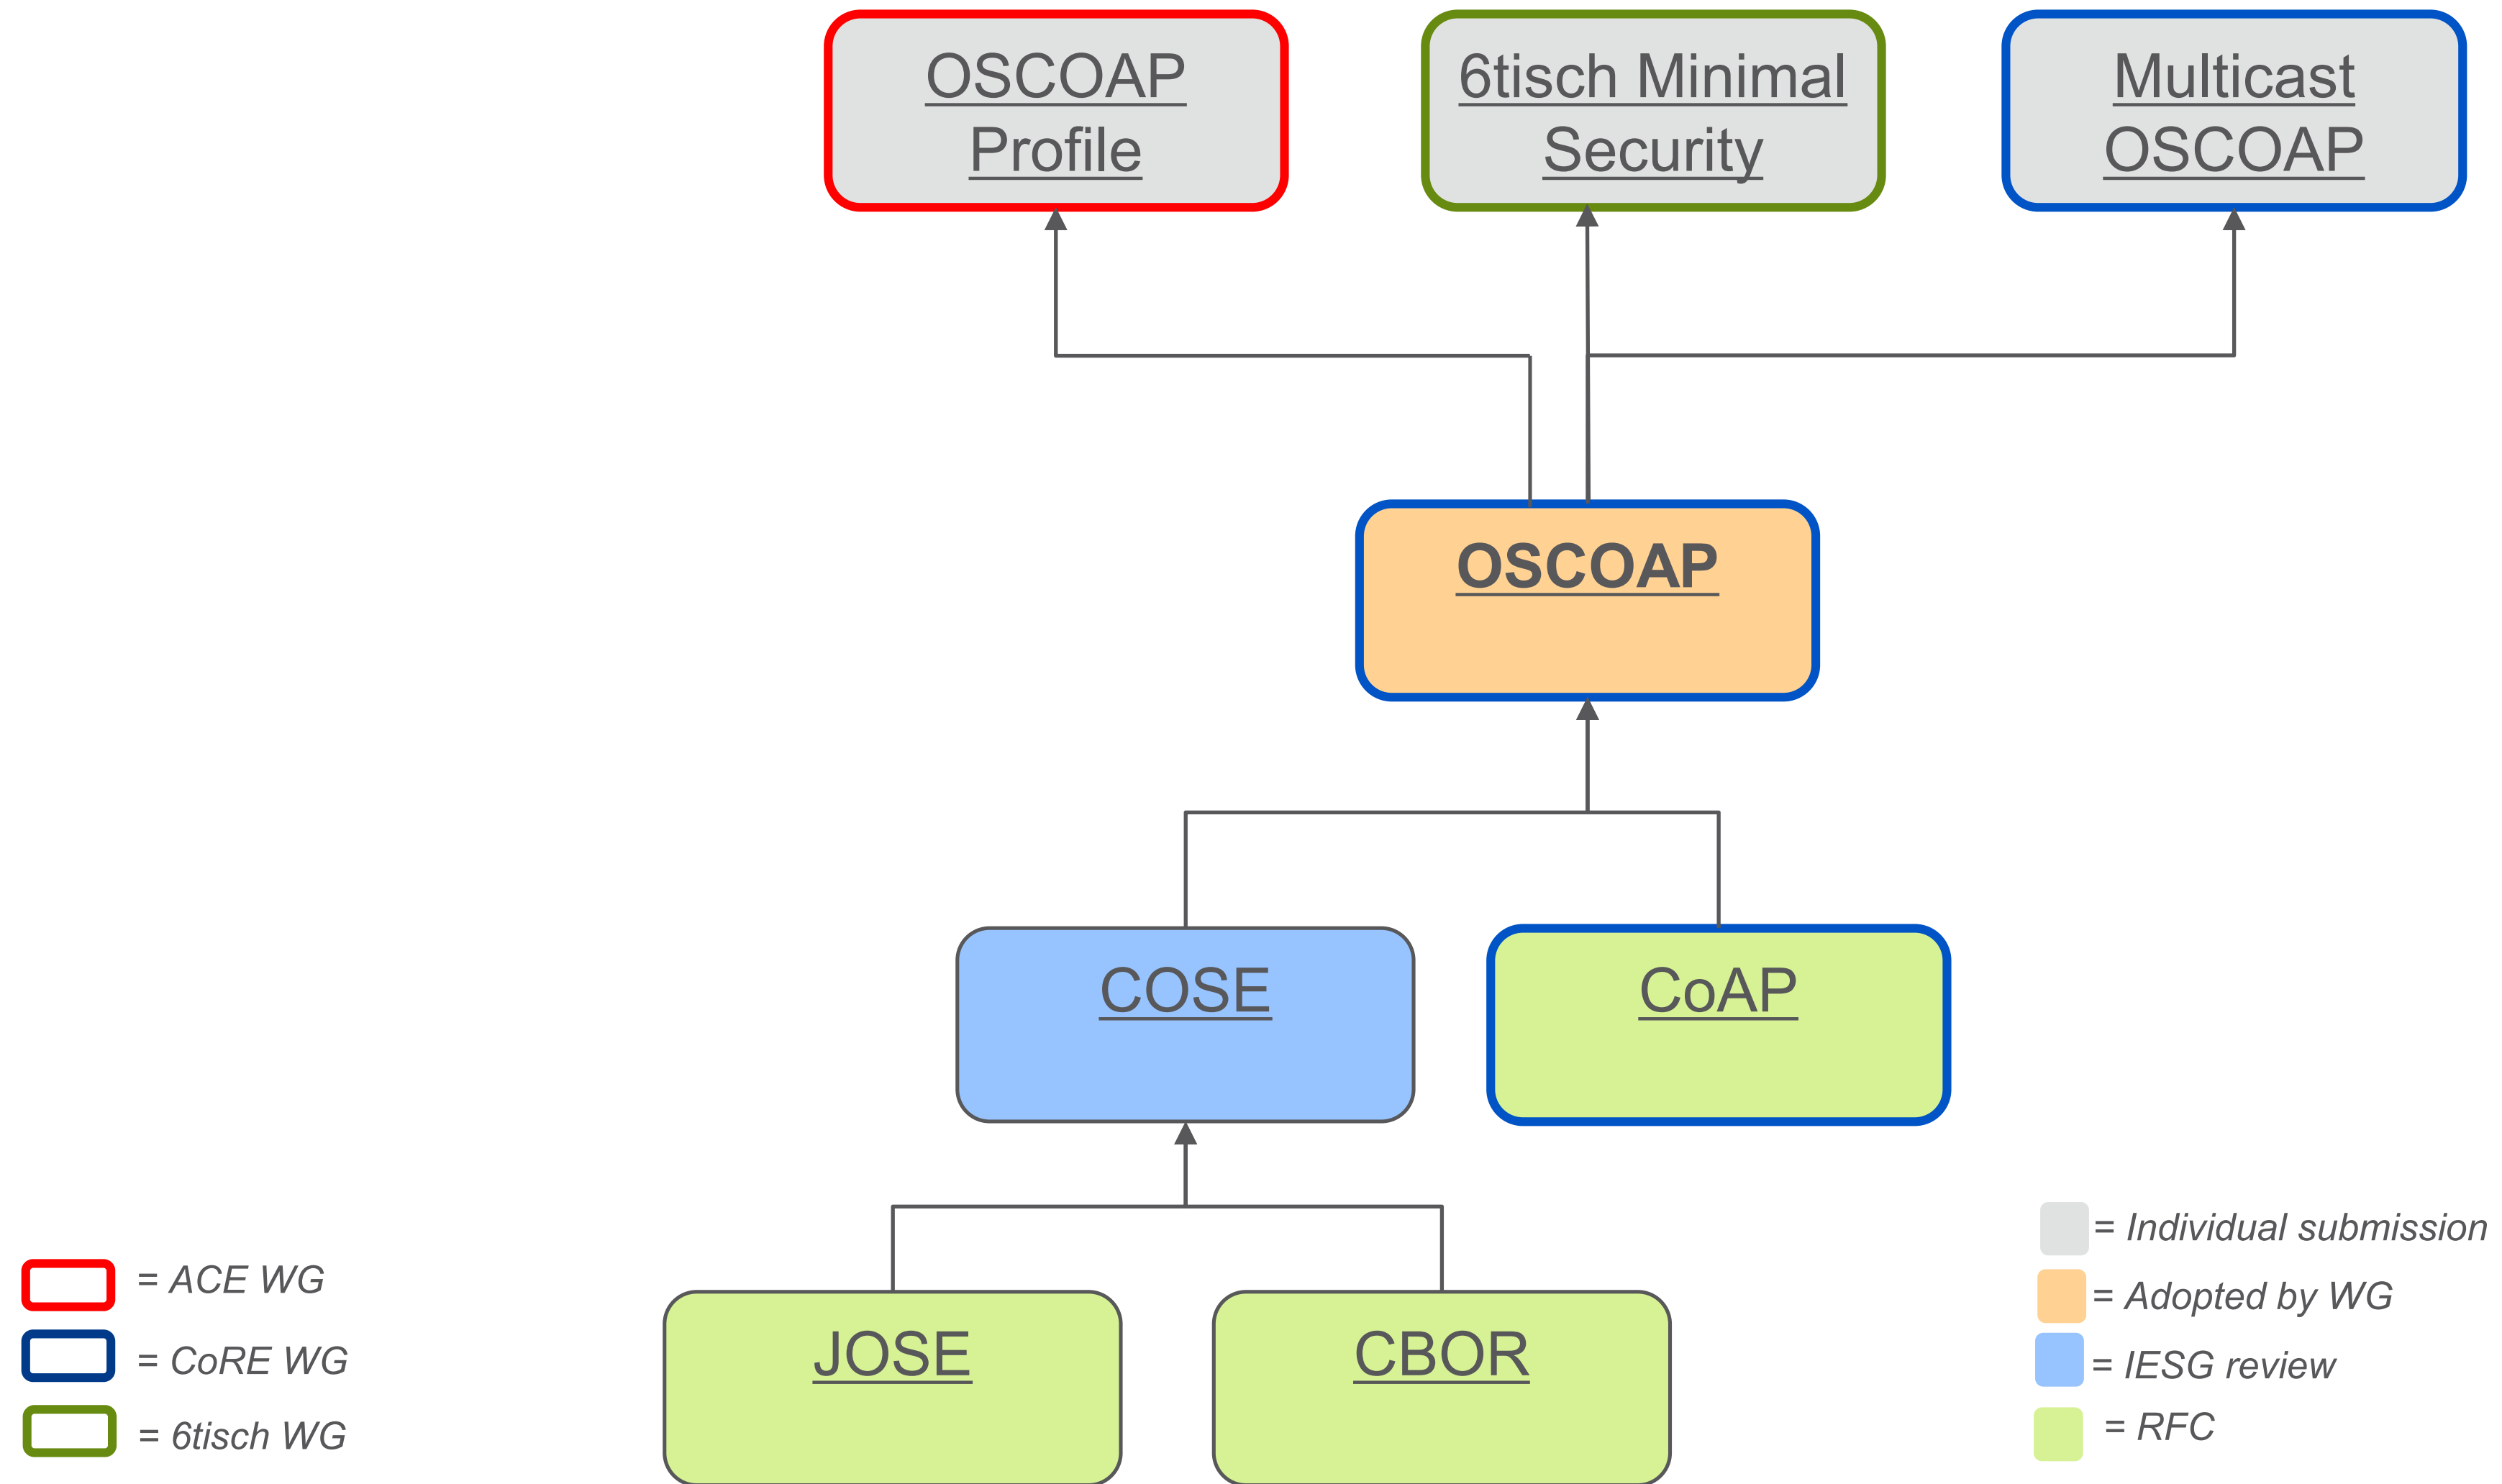 OSCOAP
Profile
6tisch Minimal
Security
Multicast
OSCOAP
OSCOAP
COSE
CoAP
JOSE
CBOR
= ACE WG
= CoRE WG
= 6tisch WG
= Individual submission
= Adopted by WG
= IESG review
= RFC